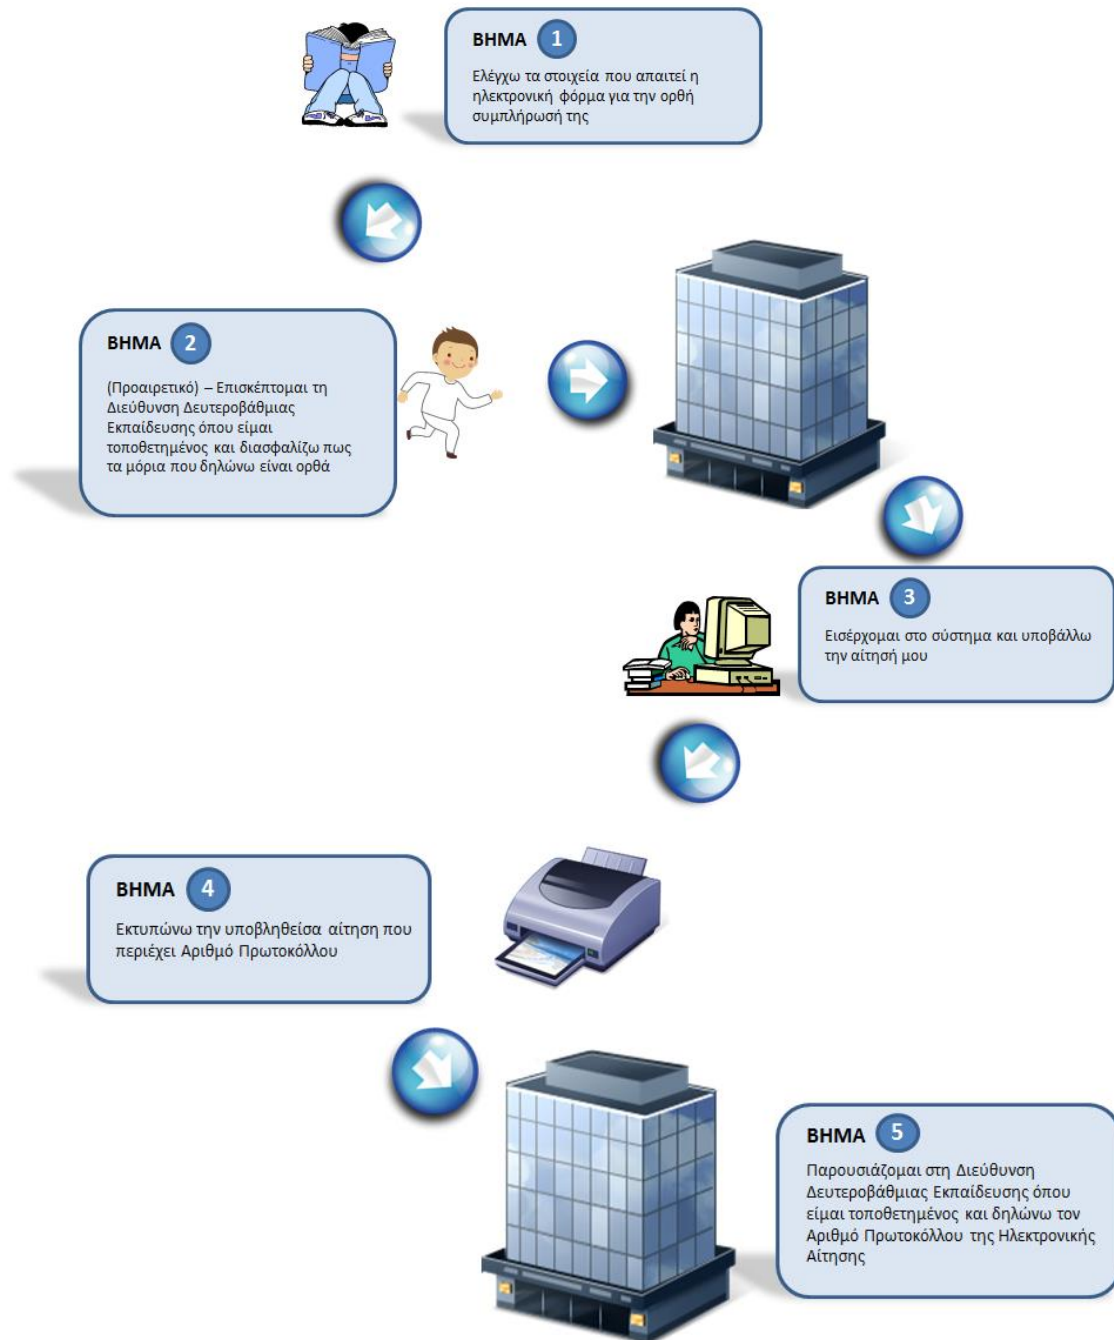 ΒΗΜΑ 1
Ελέγχω τα στοιχεία που απαιτεί η
ηλεκτρονική φόρμα για την ορθή
συμπλήρωσή της
ΒΗΜΑ 2
(Προαιρετικό) – Επισκέπτομαι τη
Διεύθυνση Δευτεροβάθμιας
Εκπαίδευσης όπου είμαι
τοποθετημένος και διασφαλίζω πως
τα μόρια που δηλώνω είναι ορθά
ΒΗΜΑ 3
Εισέρχομαι στο σύστημα και υποβάλλω
την αίτησή μου
ΒΗΜΑ 4
Εκτυπώνω την υποβληθείσα αίτηση που
περιέχει Αριθμό Πρωτοκόλλου
ΒΗΜΑ 5
Παρουσιάζομαι στη Διεύθυνση
Δευτεροβάθμιας Εκπαίδευσης όπου
είμαι τοποθετημένος και δηλώνω τον
Αριθμό Πρωτοκόλλου της Ηλεκτρονικής
Αίτησης